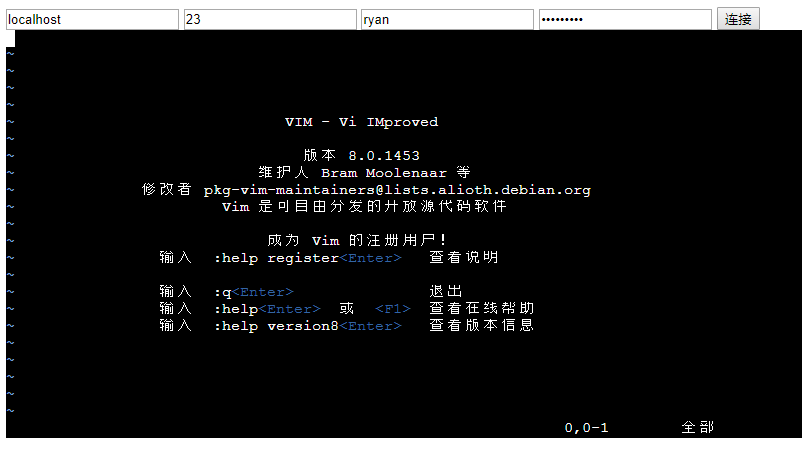 localhost 23 ryan ••••••••• 连接
~
~
~
~
~ VIM - Vi IMproved
~
~ 版本 8.0.1453
~ 维护人 Bram Moolenaar 等
~ 修改者 pkg-vim-maintainers@lists.alioth.debian.org
~ Vim 是可自由分发的开放源代码软件
~
~ 成为 Vim 的注册用户!
~ 输入 :help register<Enter> 查看说明
~
~ 输入 :q<Enter> 退出
~ 输入 :help<Enter> 或 <F1> 查看在线帮助
~ 输入 :help version8<Enter> 查看版本信息
~
~
~
~
~
0,0-1 全部